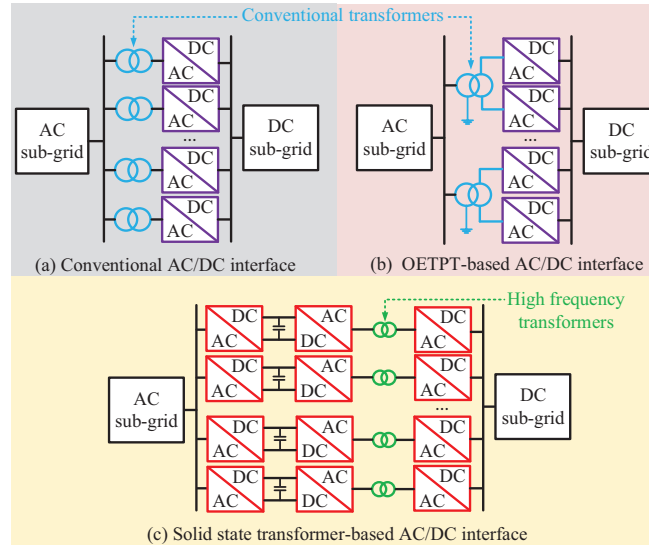 Conventional transformers
DC
AC
DC
AC
...
DC
AC
DC
AC
AC
sub-grid
DC
sub-grid
(a) Conventional AC/DC interface
DC
AC
DC
AC
...
DC
AC
DC
AC
AC
sub-grid
DC
sub-grid
(b) OETPT-based AC/DC interface
High frequency
transformers
DC
AC
AC
DC
DC
AC
DC
AC
AC
DC
DC
AC
...
DC
AC
AC
DC
DC
AC
DC
AC
AC
DC
DC
AC
AC
sub-grid
DC
sub-grid
(c) Solid state transformer-based AC/DC interface